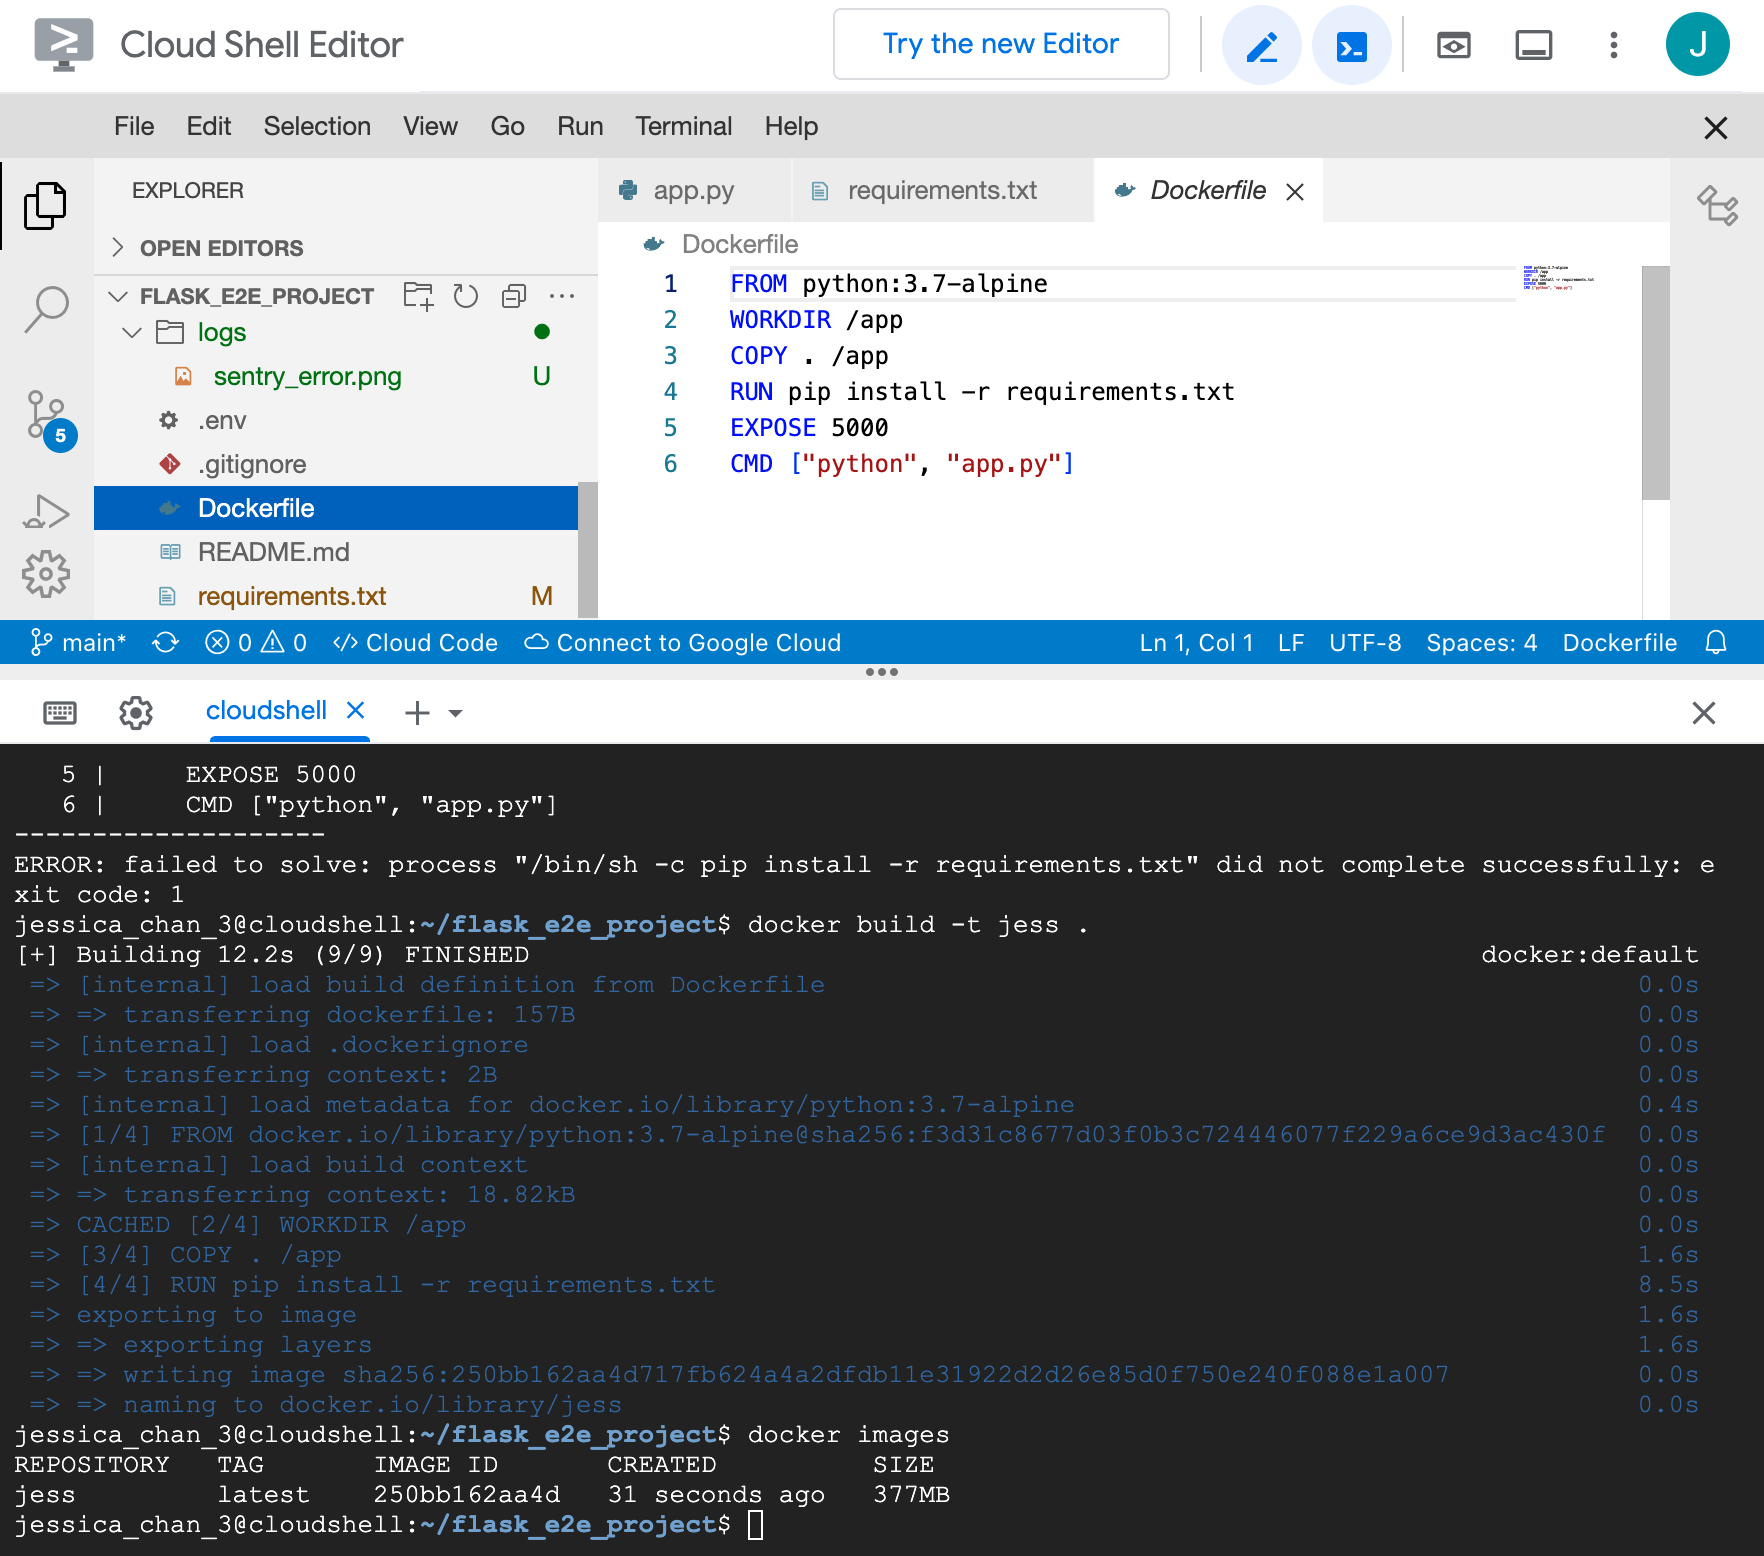 Cloud Shell Editor
Try the new Editor
J
File Edit Selection View Go Run Terminal Help
EXPLORER
OPEN EDITORS
FLASK_E2E_PROJECT
logs
sentry_error.png U
.env
.gitignore
Dockerfile
README.md
requirements.txt M
5
app.py requirements.txt Dockerfile
Dockerfile
1 FROM python:3.7-alpine
2 WORKDIR /app
3 COPY . /app
4 RUN pip install -r requirements.txt
5 EXPOSE 5000
6 CMD ["python", "app.py"]
main* 0 0 Cloud Code Connect to Google Cloud Ln 1, Col 1 LF UTF-8 Spaces: 4 Dockerfile
cloudshell
5 | EXPOSE 5000
6 | CMD ["python", "app.py"]
--------------------
ERROR: failed to solve: process "/bin/sh -c pip install -r requirements.txt" did not complete successfully: e
xit code: 1
jessica_chan_3@cloudshell:~/flask_e2e_project$ docker build -t jess .
[+] Building 12.2s (9/9) FINISHED docker:default
=> [internal] load build definition from Dockerfile 0.0s
=> => transferring dockerfile: 157B 0.0s
=> [internal] load .dockerignore 0.0s
=> => transferring context: 2B 0.0s
=> [internal] load metadata for docker.io/library/python:3.7-alpine 0.4s
=> [1/4] FROM docker.io/library/python:3.7-alpine@sha256:f3d31c8677d03f0b3c724446077f229a6ce9d3ac430f 0.0s
=> [internal] load build context 0.0s
=> => transferring context: 18.82kB 0.0s
=> CACHED [2/4] WORKDIR /app 0.0s
=> [3/4] COPY . /app 1.6s
=> [4/4] RUN pip install -r requirements.txt 8.5s
=> exporting to image 1.6s
=> => exporting layers 1.6s
=> => writing image sha256:250bb162aa4d717fb624a4a2dfdb11e31922d2d26e85d0f750e240f088e1a007 0.0s
=> => naming to docker.io/library/jess 0.0s
jessica_chan_3@cloudshell:~/flask_e2e_project$ docker images
REPOSITORY TAG IMAGE ID CREATED SIZE
jess latest 250bb162aa4d 31 seconds ago 377MB
jessica_chan_3@cloudshell:~/flask_e2e_project$